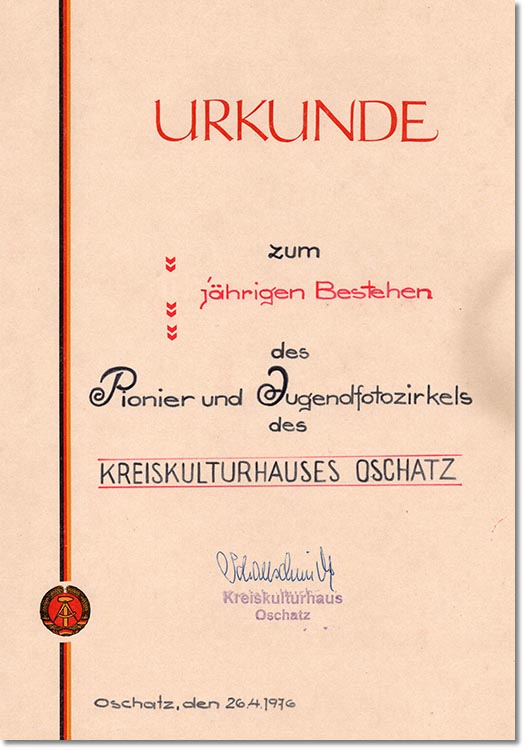 URKUNDE
zum
jährigen Bestehen
des
Pionier und Jugendfotozirkels
des
KREISKULTURHAUSES OSCHATZ
Kreiskulturhaus
Oschatz
Oschatz, den 26.4.1976